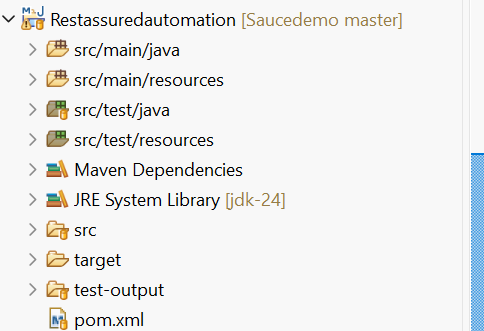 Restassuredautomation [Saucedemo master]
src/main/java
src/main/resources
src/test/java
src/test/resources
Maven Dependencies
JRE System Library [jdk-24]
src
target
test-output
pom.xml